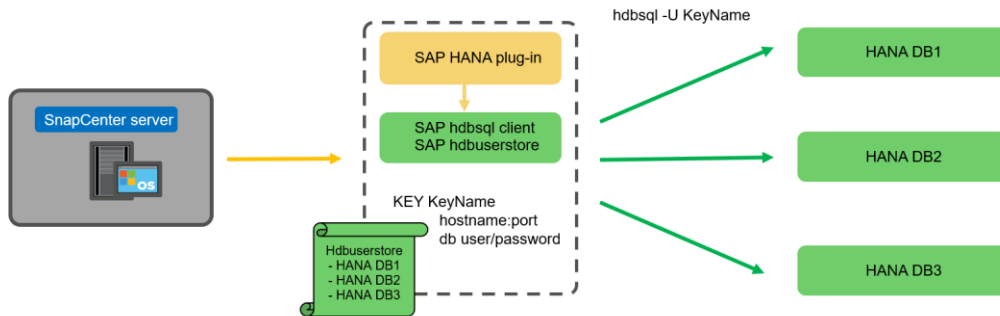 hdbsql -U KeyName
SnapCenter server
OS
SAP HANA plug-in
SAP hdbsql client
SAP hdbuserstore
KEY KeyName
hostname:port
db user/password
Hdbuserstore
- HANA DB1
- HANA DB2
- HANA DB3
HANA DB1
HANA DB2
HANA DB3